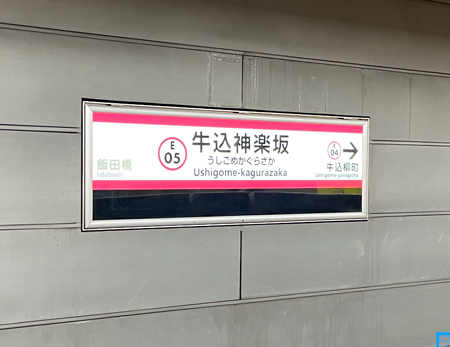 飯田橋
Iidabashi
E
05
牛込神楽坂
うしごめかぐらざか
Ushigome-kagurazaka
E
04
牛込柳町
Ushigome-yanagicho